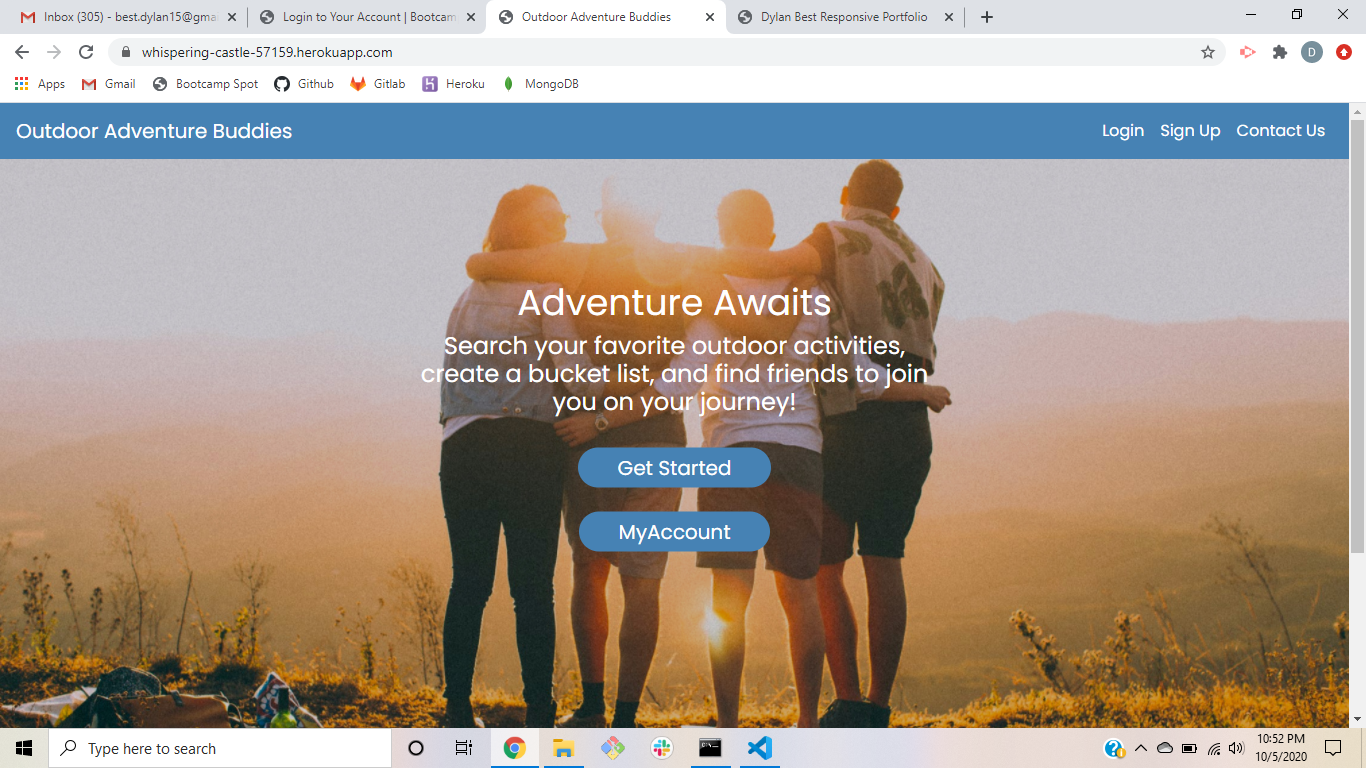 Inbox (305) - best.dylan15@gma
Login to Your Account | Bootcam
Outdoor Adventure Buddies
Dylan Best Responsive Portfolio
whispering-castle-57159.herokuapp.com
D
Apps
Gmail
Bootcamp Spot
Github
Gitlab
Heroku
MongoDB
Outdoor Adventure Buddies
Login
Sign Up
Contact Us
Adventure Awaits
Search your favorite outdoor activities,
create a bucket list, and find friends to join
you on your journey!
Get Started
MyAccount
Type here to search
10:52 PM
10/5/2020